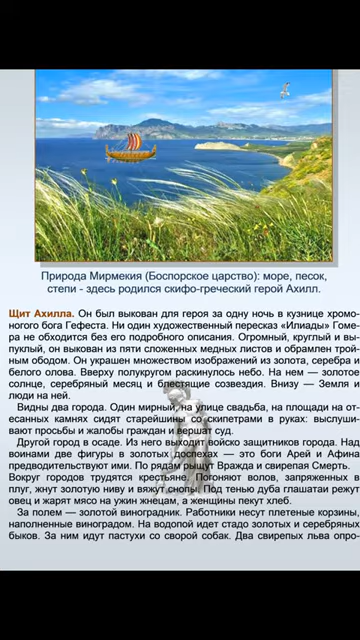 Природа Мирмекия (Боспорское царство): море, песок,
степи - здесь родился скифо-греческий герой Ахилл.
Щит Ахилла. Он был выкован для героя за одну ночь в кузнице хромо-
ногого бога Гефеста. Ни один художественный пересказ «Илиады» Гоме-
ра не обходится без его подробного описания. Огромный, круглый и вы-
пуклый, он выкован из пяти сложенных медных листов и обрамлен трой-
ным ободом. Он украшен множеством изображений из золота, серебра и
белого олова. Вверху полукругом раскинулось небо. На нем — золотое
солнце, серебряный месяц и блестящие созвездия. Внизу — Земля и
люди на ней.
Видны два города. Один мирный, на улице свадьба, на площади на от-
есанных камнях сидят старейшины со скипетрами в руках: выслуши-
вают просьбы и жалобы граждан и вершат суд.
Другой город в осаде. Из него выходит войско защитников города. Над
воинами две фигуры в золотых доспехах — это боги Арей и Афина
предводительствуют ими. По рядам рыщут Вражда и свирепая Смерть.
Вокруг городов трудятся крестьяне. Погоняют волов, запряженных в
плуг, жнут золотую ниву и вяжут снопы. Под тенью дуба глашатаи режут
овец и жарят мясо на ужин жнецам, а женщины пекут хлеб.
За полем — золотой виноградник. Работники несут плетеные корзины,
наполненные виноградом. На водопой идет стадо золотых и серебряных
быков. За ним идут пастухи со сворой собак. Два свирепых льва опро-